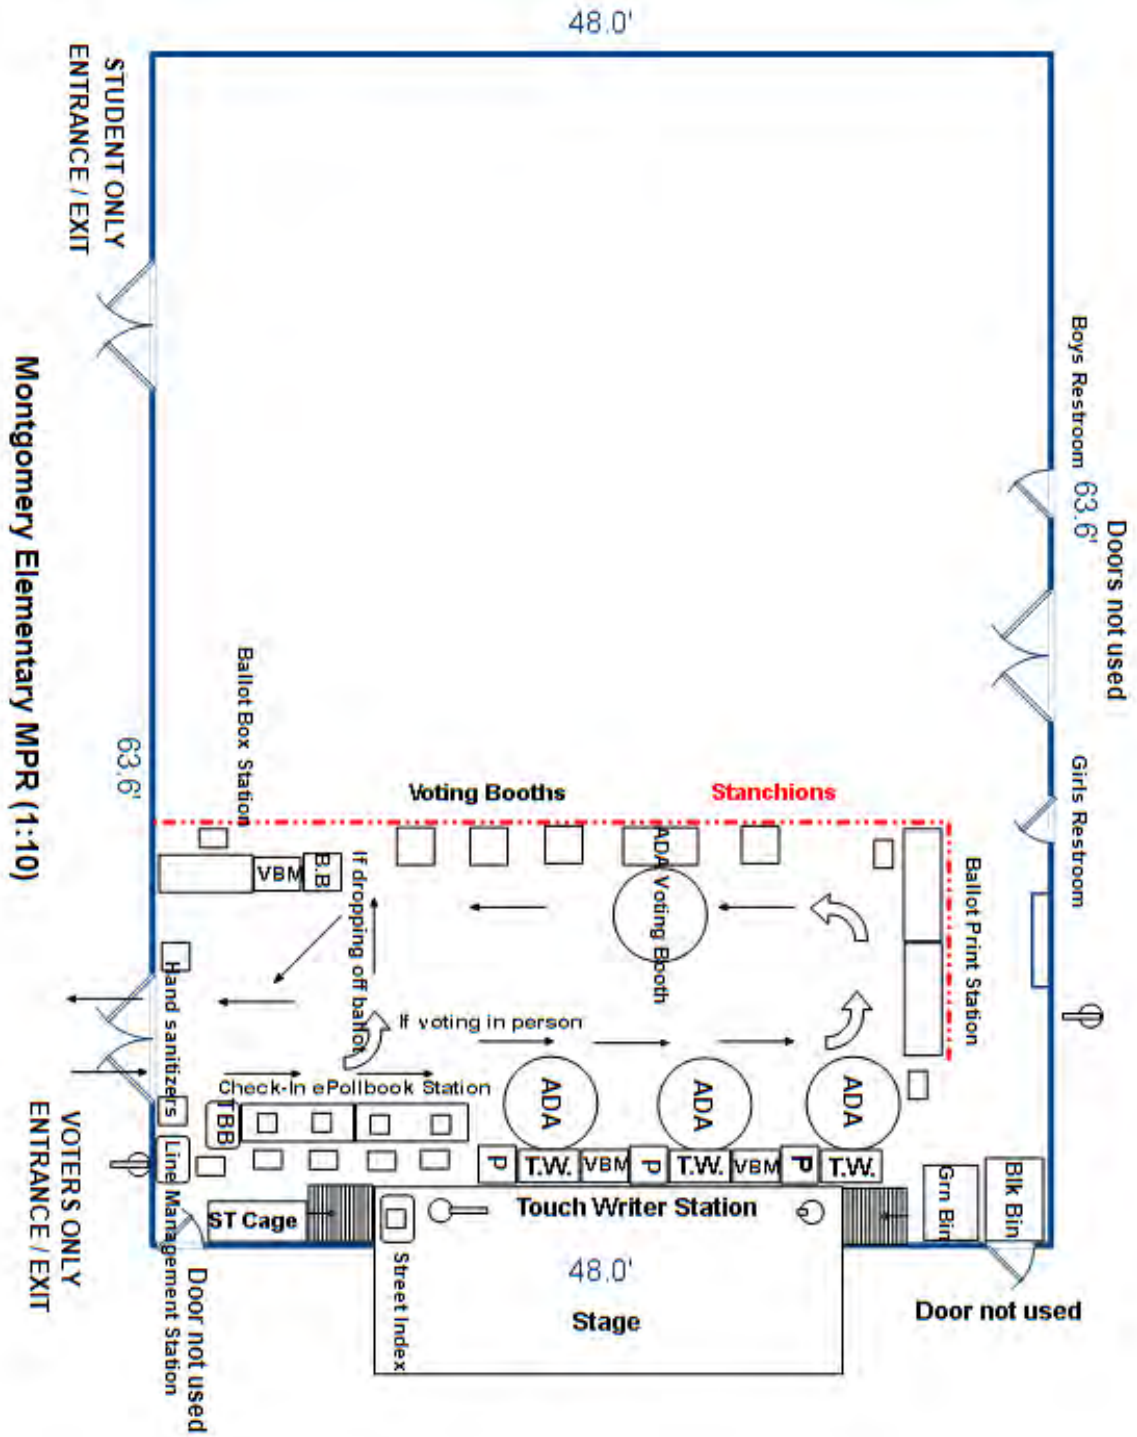 48.0'
STUDENT ONLY
ENTRANCE / EXIT
Boys Restroom
63.6'
Doors not used
Montgomery Elementary MPR (1:10)
Ballot Box Station
63.6'
Voting Booths
Stanchions
Girls Restroom
VBM
B.B
If dropping off ballot
ADA Voting Booth
Ballot Print Station
If voting in person
Hand sanitizers
Check-In ePollbook Station
TBB
ADA
ADA
ADA
VOTERS ONLY
ENTRANCE / EXIT
Line Management Station
P
T.W.
VBM
P
T.W.
VBM
P
T.W.
Grn Bin
Blk Bin
ST Cage
Touch Writer Station
Street Index
48.0'
Stage
Door not used
Door not used